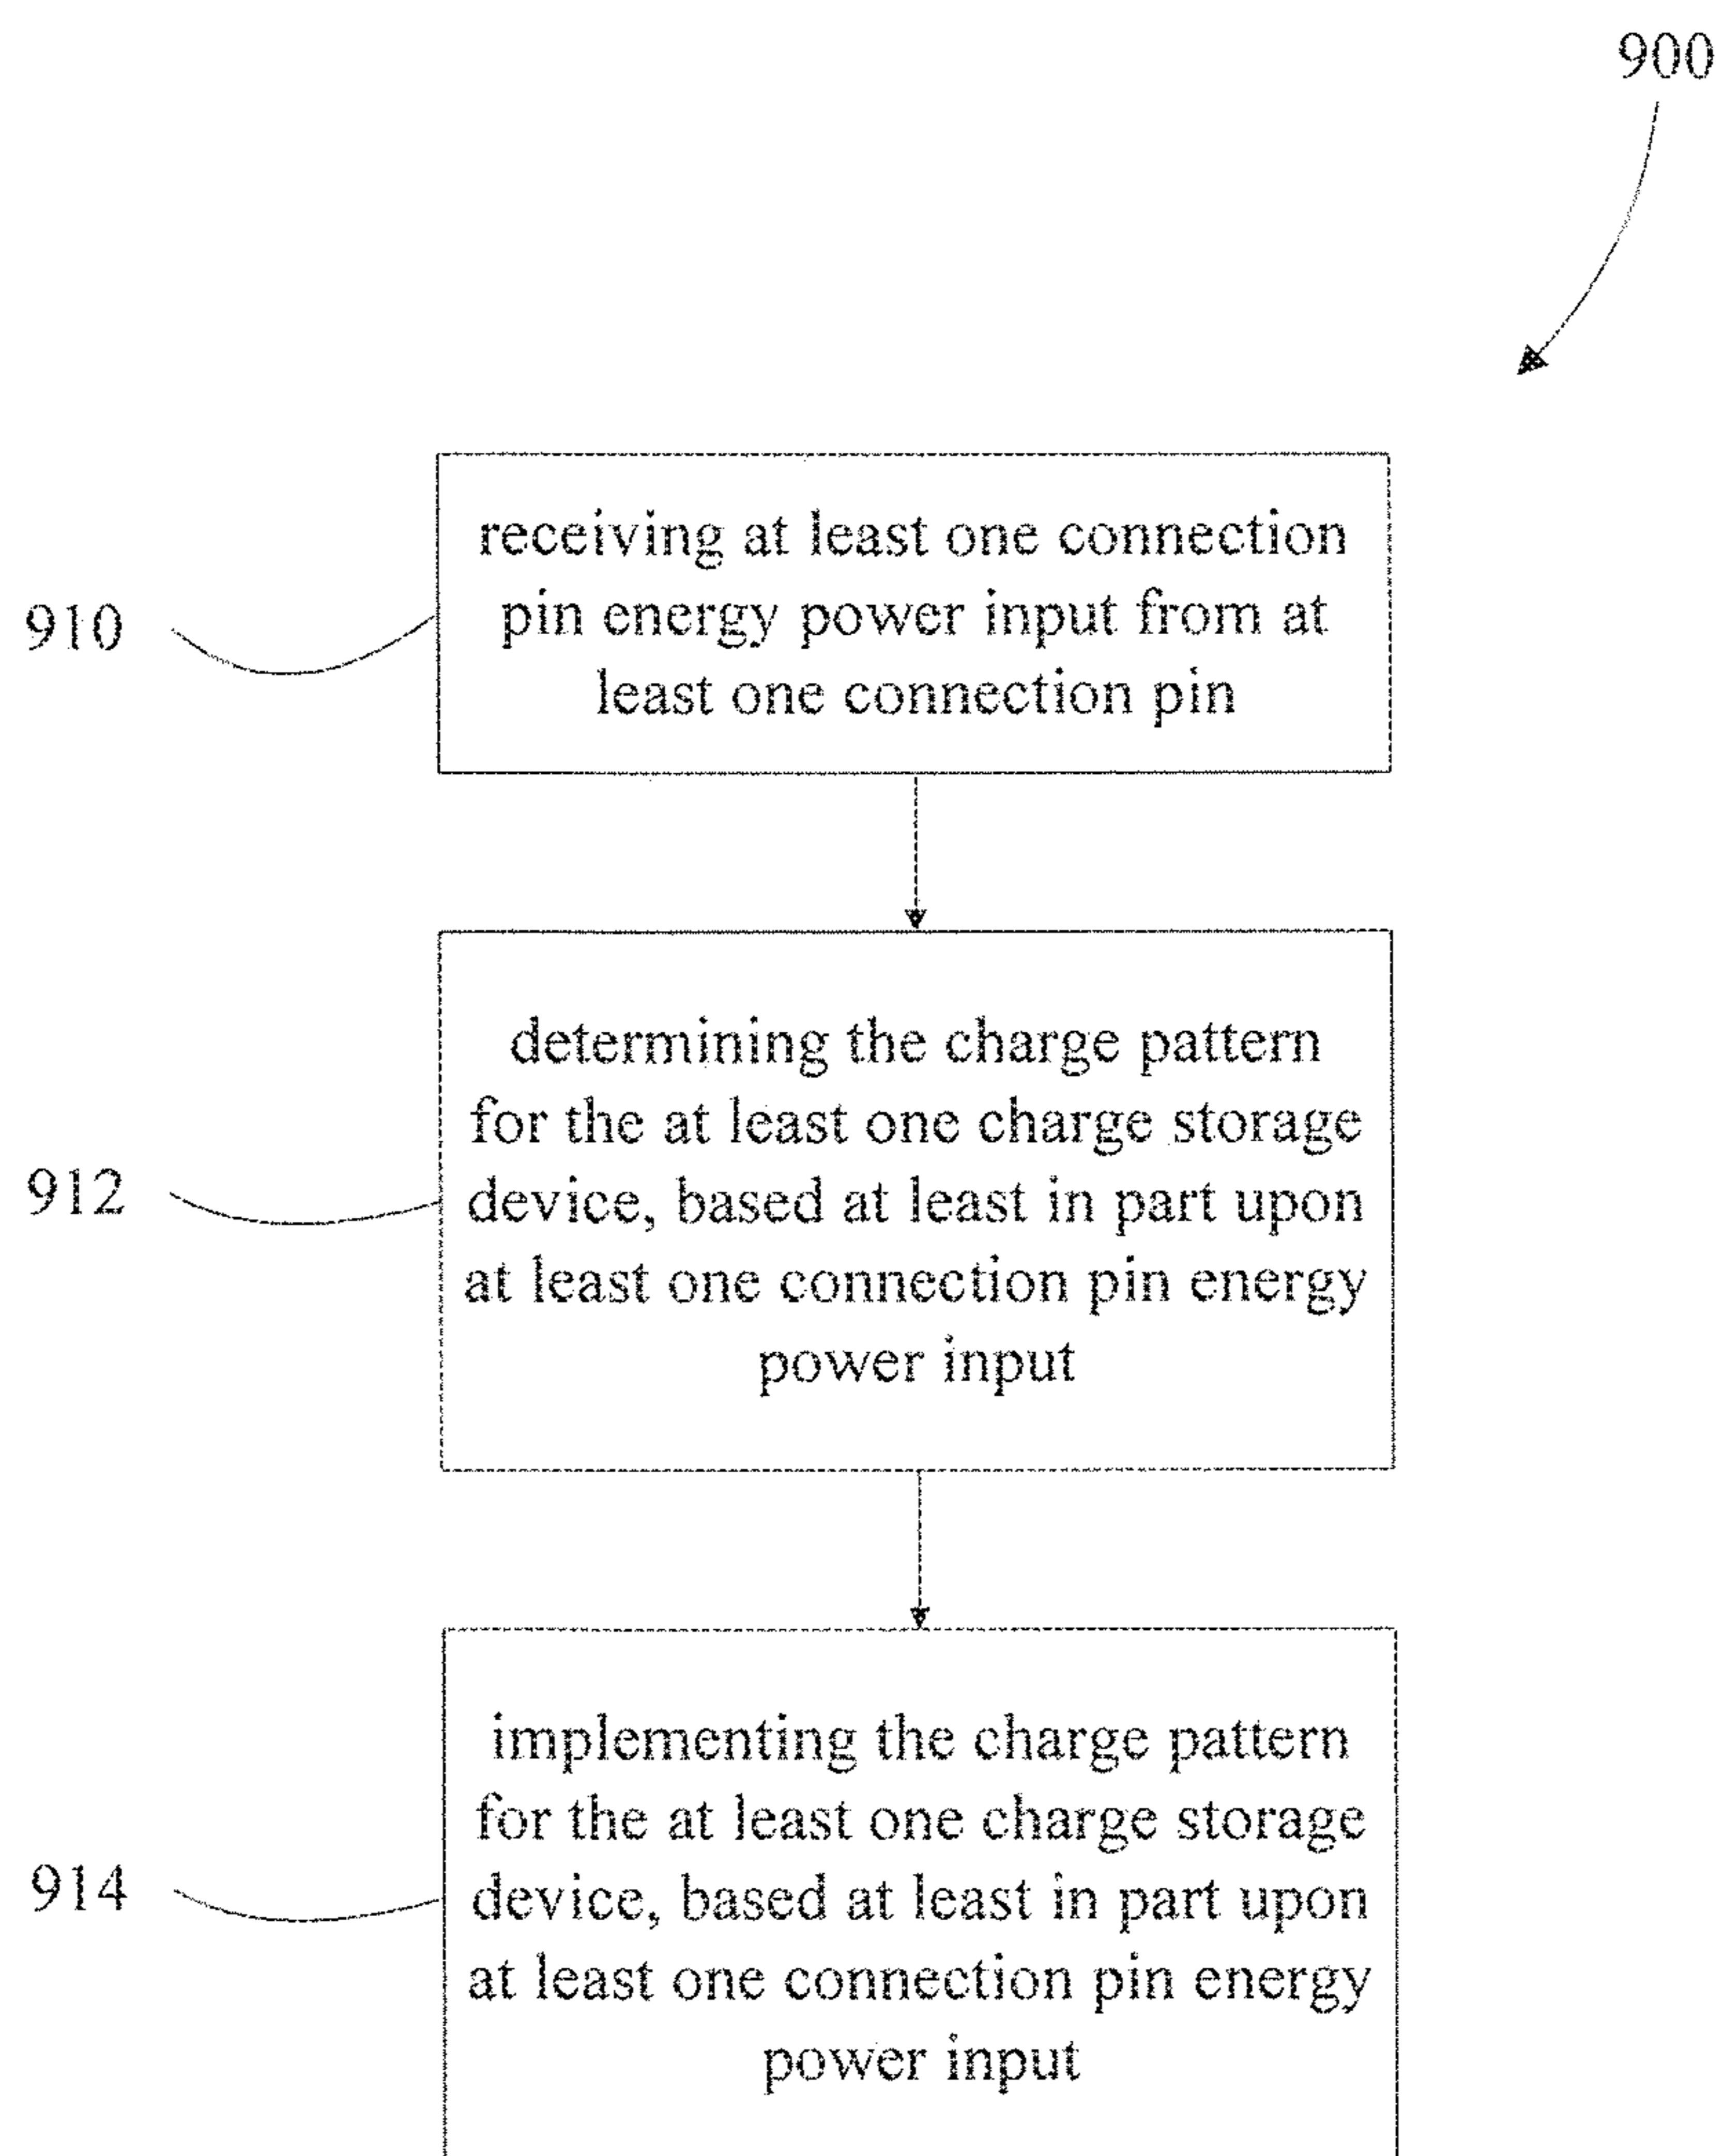 900
receiving at least one connection
pin energy power input from at
least one connection pin
910
determining the charge pattern
for the at least one charge storage
device, based at least in part upon
at least one connection pin energy
power input
912
implementing the charge pattern
for the at least one charge storage
device, based at least in part upon
at least one connection pin energy
power input
914